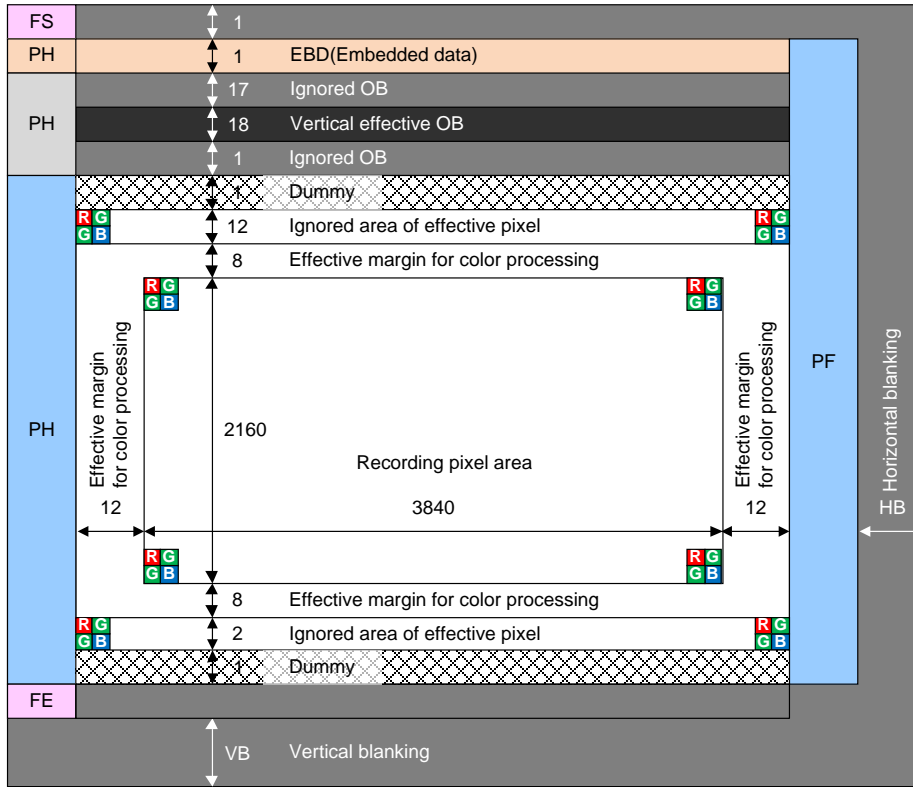 FS
1
PH
1 EBD(Embedded data)
17 Ignored OB
PH
18 Vertical effective OB
1 Ignored OB
1 Dummy
R G
G B
12 Ignored area of effective pixel
R G
G B
8 Effective margin for color processing
R G
G B
R G
G B
PH
Effective margin
for color processing
12
2160
Recording pixel area
3840
Effective margin
for color processing
12
PF
Horizontal blanking
HB
R G
G B
R G
G B
8 Effective margin for color processing
R G
G B
2 Ignored area of effective pixel
R G
G B
1 Dummy
FE
VB Vertical blanking